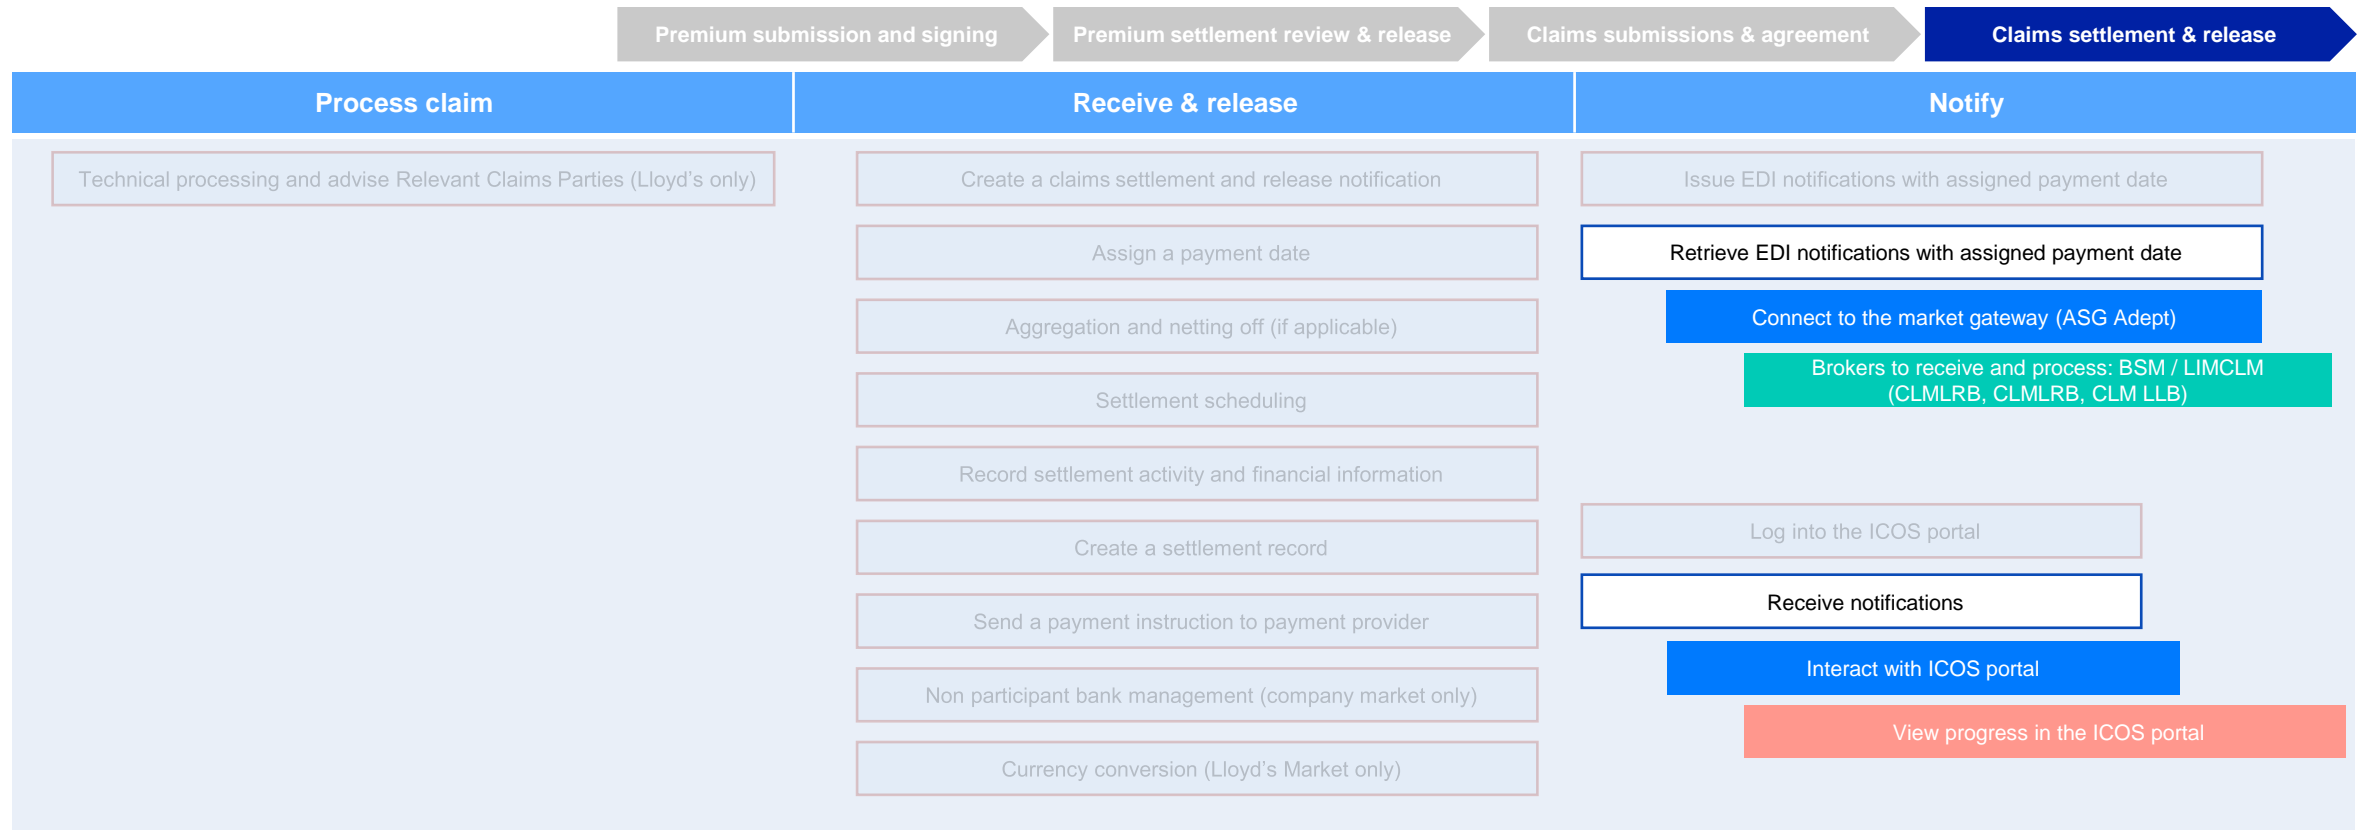 Premium submission and signing
Premium settlement review & release
Claims submissions & agreement
Claims settlement & release
Process claim
Receive & release
Notify
Technical processing and advise Relevant Claims Parties (Lloyd's only)
Create a claims settlement and release notification
Assign a payment date
Aggregation and netting off (if applicable)
Settlement scheduling
Record settlement activity and financial information
Create a settlement record
Send a payment instruction to payment provider
Non participant bank management (company market only)
Currency conversion (Lloyd's Market only)
Issue EDI notifications with assigned payment date
Retrieve EDI notifications with assigned payment date
Connect to the market gateway (ASG Adept)
Brokers to receive and process: BSM / LIMCLM
(CLMLRB, CLMLRB, CLM LLB)
Log into the ICOS portal
Receive notifications
Interact with ICOS portal
View progress in the ICOS portal